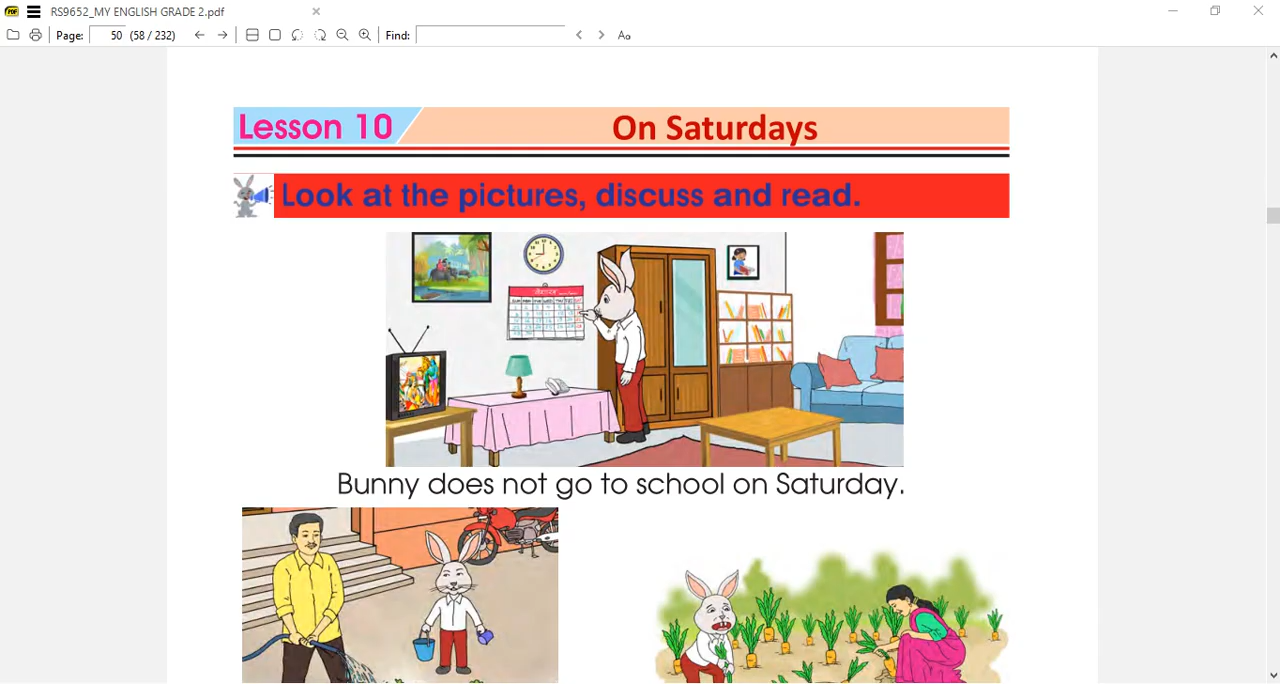 RS9652_MY ENGLISH GRADE 2.pdf
Page: 50 (58 / 232) Find: Aa
Lesson 10 On Saturdays
Look at the pictures, discuss and read.
Bunny does not go to school on Saturday.